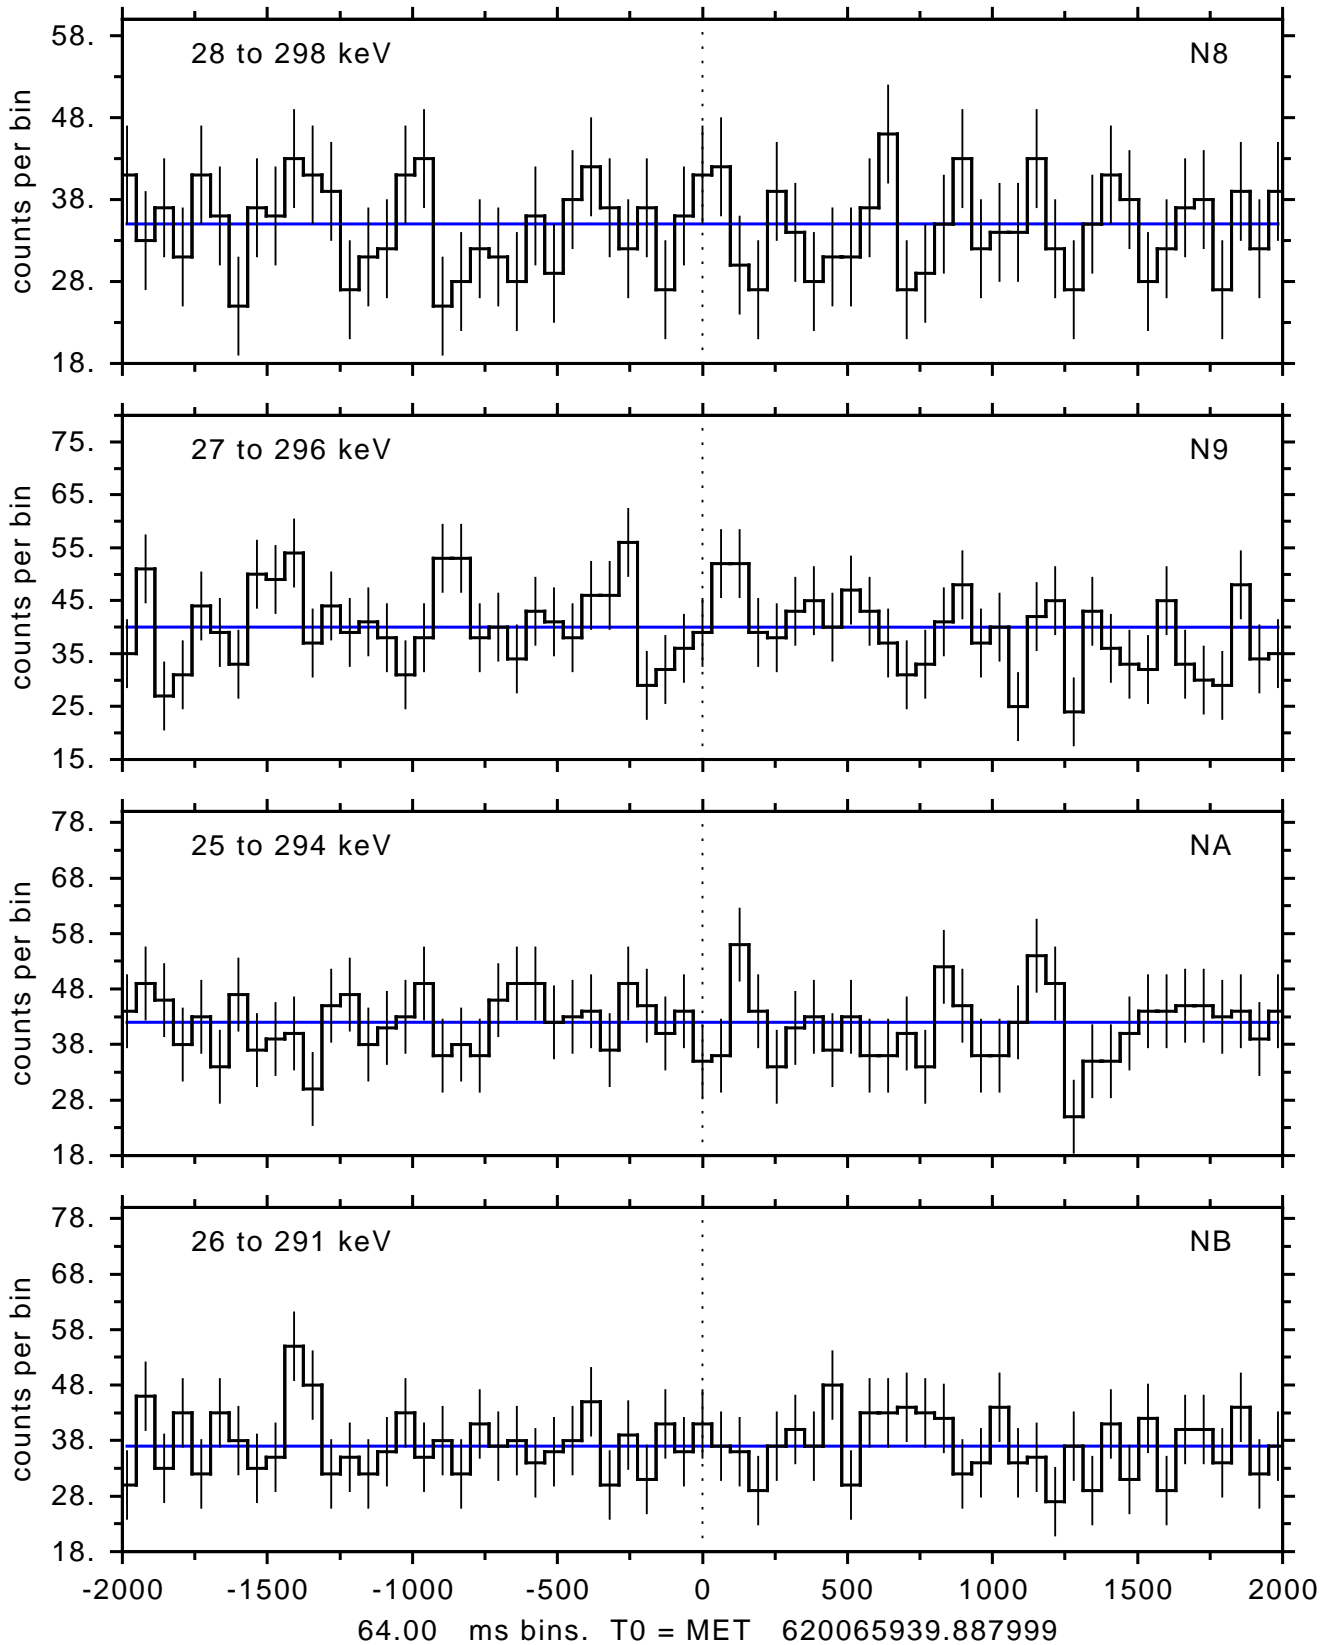 58.
28 to 298 keV N8
48.
38.
28.
18.
counts per bin
75.
27 to 296 keV N9
65.
55.
45.
35.
25.
15.
counts per bin
78.
25 to 294 keV NA
68.
58.
48.
38.
28.
18.
counts per bin
78.
26 to 291 keV NB
68.
58.
48.
38.
28.
18.
counts per bin
-2000 -1500 -1000 -500 0 500 1000 1500 2000
64.00 ms bins. T0 = MET 620065939.887999